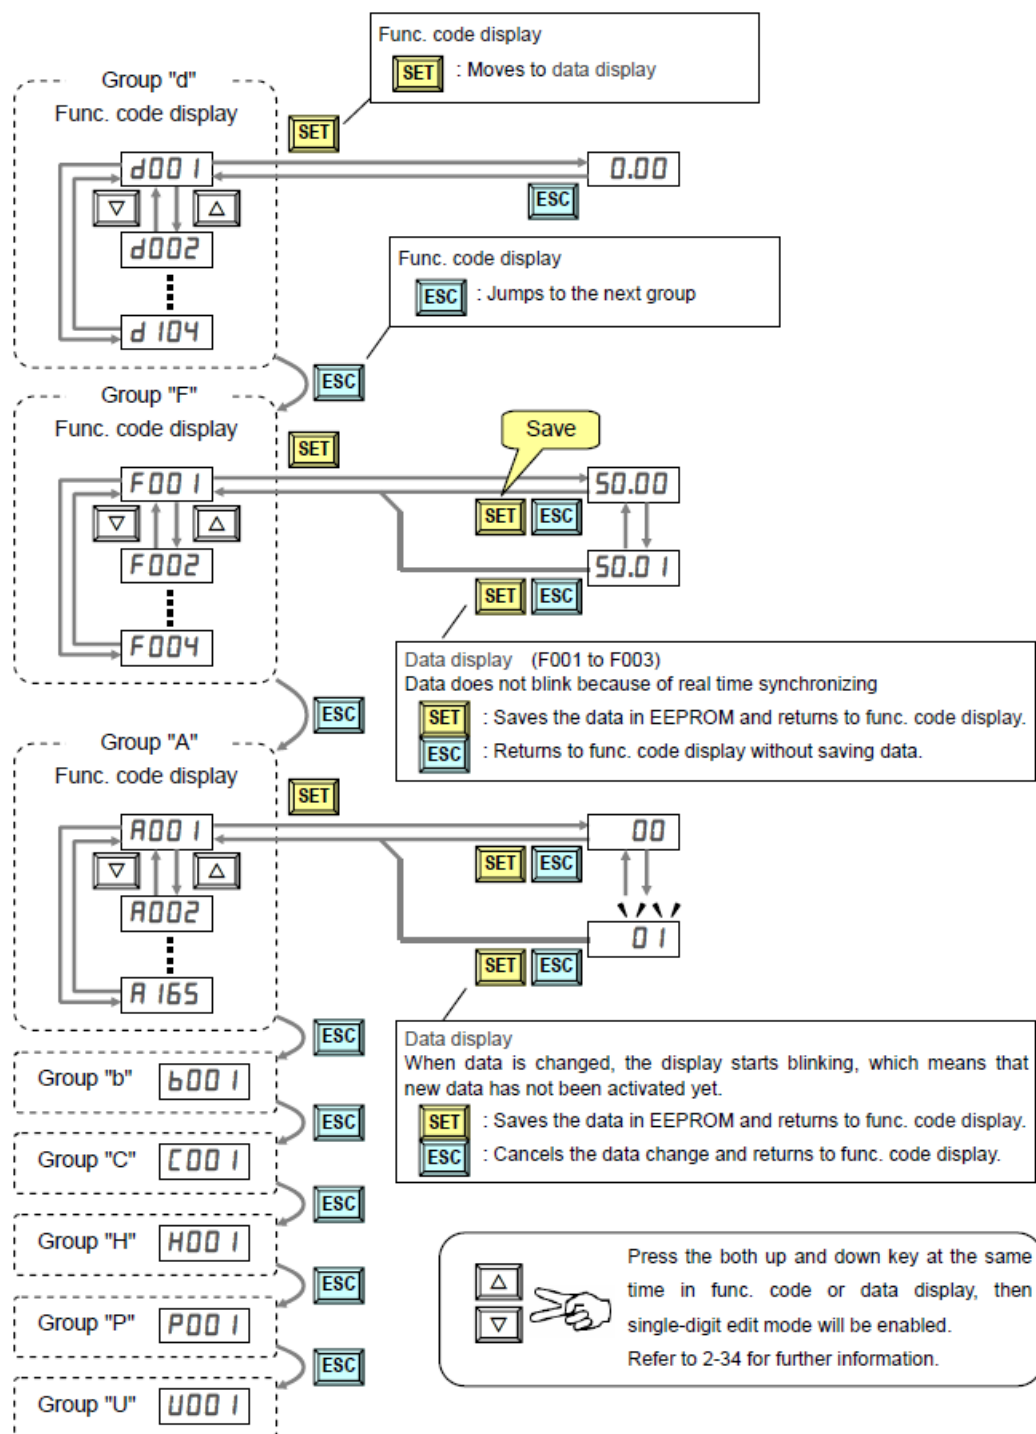 Func. code display
SET : Moves to data display
Group "d"
Func. code display
SET
d001
0.00
ESC
d002
Func. code display
ESC : Jumps to the next group
d104
ESC
Group "F"
Func. code display
SET
Save
F001
50.00
SET ESC
F002
50.01
SET ESC
F004
Data display (F001 to F003)
Data does not blink because of real time synchronizing
SET : Saves the data in EEPROM and returns to func. code display.
ESC : Returns to func. code display without saving data.
ESC
Group "A"
Func. code display
SET
A001
00
SET ESC
A002
01
SET ESC
A165
ESC
Data display
When data is changed, the display starts blinking, which means that
new data has not been activated yet.
SET : Saves the data in EEPROM and returns to func. code display.
ESC : Cancels the data change and returns to func. code display.
Group "b" b001
ESC
Group "C" C001
ESC
Group "H" H001
ESC
Group "P" P001
ESC
Group "U" U001
Press the both up and down key at the same
time in func. code or data display, then
single-digit edit mode will be enabled.
Refer to 2-34 for further information.